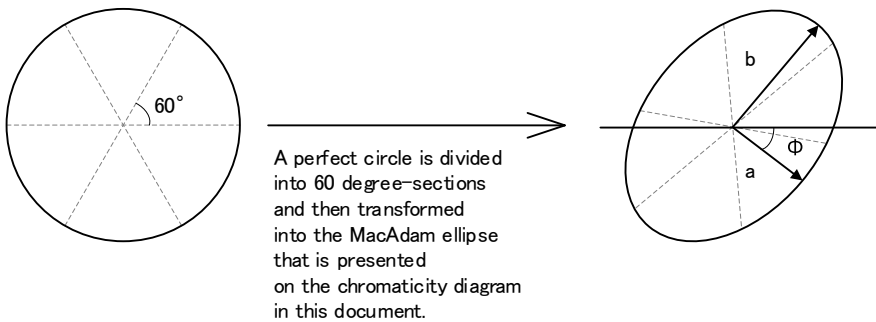 60°
A perfect circle is divided
into 60 degree-sections
and then transformed
into the MacAdam ellipse
that is presented
on the chromaticity diagram
in this document.
b
Φ
a